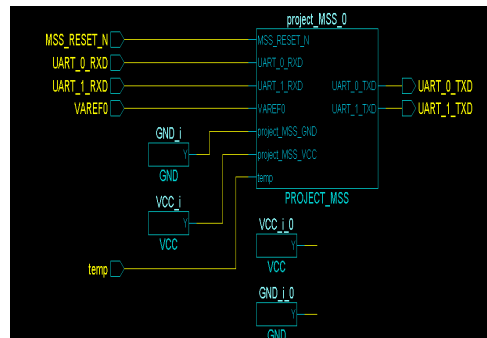 project_MSS_0
MSS_RESET_N MSS_RESET_N
UART_0_RXD UART_0_RXD
UART_1_RXD UART_1_RXD UART_0_TXD UART_0_TXD
VAREF0 VAREF0 UART_1_TXD UART_1_TXD
GND_i project_MSS_GND
Y
GND project_MSS_VCC
temp
VCC_i PROJECT_MSS
Y
VCC
VCC_i_0
Y
VCC
temp
GND_i_0
Y
GND